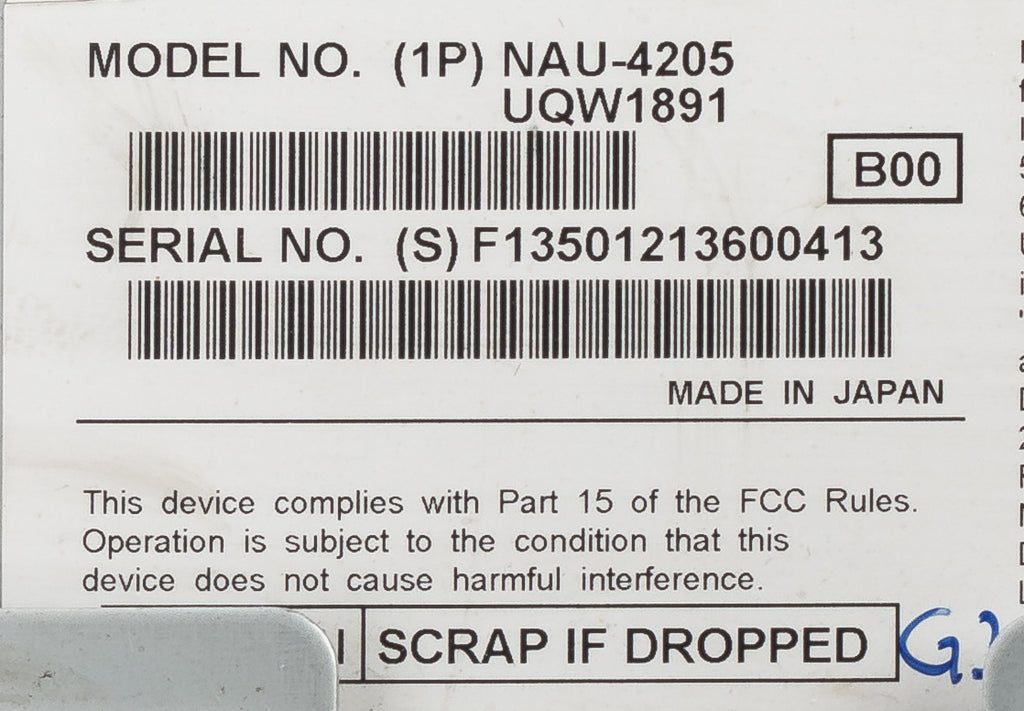 MODEL NO. (1P) NAU-4205
UQW1891
B00
SERIAL NO. (S) F13501213600413
MADE IN JAPAN
This device complies with Part 15 of the FCC Rules.
Operation is subject to the condition that this
device does not cause harmful interference.
SCRAP IF DROPPED